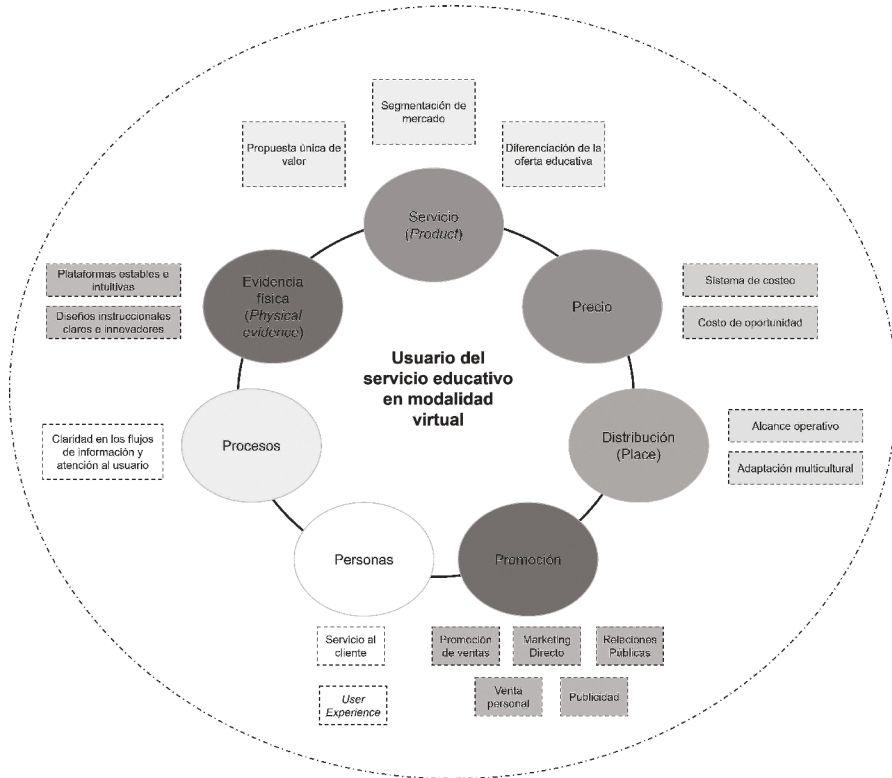 Segmentación de
mercado
Propuesta única de
valor
Diferenciación de la
oferta educativa
Servicio
(Product)
Plataformas estables e
intuitivas
Diseños instruccionales
claros e innovadores
Evidencia
física
(Physical
evidence)
Precio
Sistema de costeo
Costo de oportunidad
Usuario del
servicio educativo
en modalidad
virtual
Claridad en los flujos
de información y
atención al usuario
Procesos
Distribución
(Place)
Alcance operativo
Adaptación multicultural
Personas
Promoción
Servicio al
cliente
User
Experience
Promoción
de ventas
Marketing
Directo
Relaciones
Públicas
Venta
personal
Publicidad